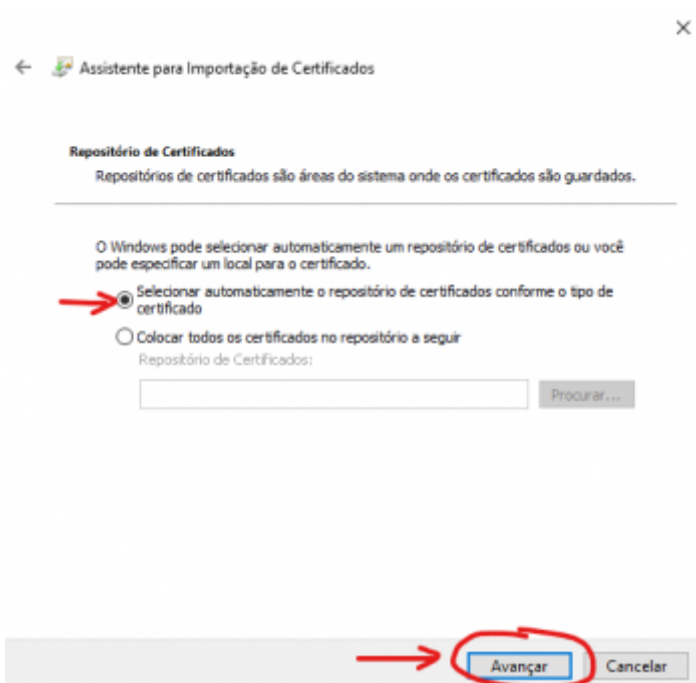 Assistente para Importação de Certificados
Repositório de Certificados
Repositórios de certificados são áreas do sistema onde os certificados são guardados.
O Windows pode selecionar automaticamente um repositório de certificados ou você
pode especificar um local para o certificado.
Selecionar automaticamente o repositório de certificados conforme o tipo de
certificado
Colocar todos os certificados no repositório a seguir
Repositório de Certificados:
Procurar...
Avançar
Cancelar